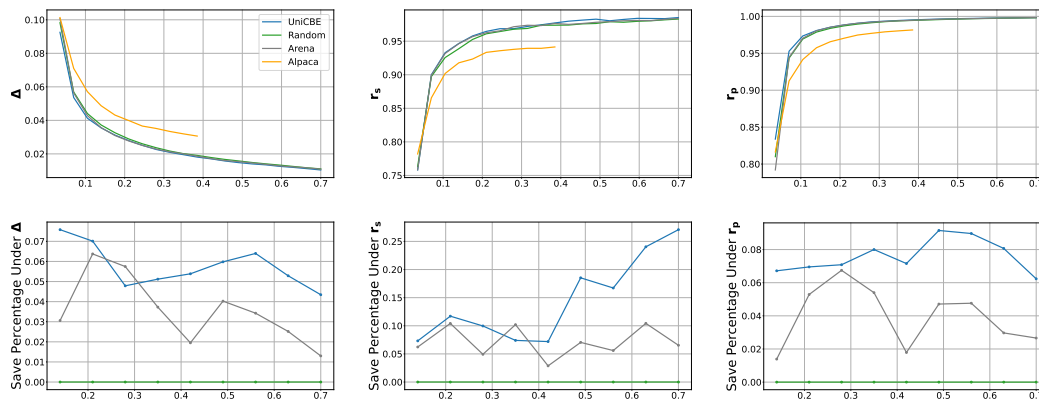 0.10
0.08
0.06
0.04
0.02
Δ
0.1 0.2 0.3 0.4 0.5 0.6 0.7
UniCBE
Random
Arena
Alpaca
0.95
0.90
0.85
0.80
0.75
r_s
0.1 0.2 0.3 0.4 0.5 0.6 0.7
1.00
0.95
0.90
0.85
0.80
r_p
0.1 0.2 0.3 0.4 0.5 0.6 0.7
0.07
0.06
0.05
0.04
0.03
0.02
0.01
0.00
Save Percentage Under Δ
0.2 0.3 0.4 0.5 0.6 0.7
0.25
0.20
0.15
0.10
0.05
0.00
Save Percentage Under r_s
0.2 0.3 0.4 0.5 0.6 0.7
0.08
0.06
0.04
0.02
0.00
Save Percentage Under r_p
0.2 0.3 0.4 0.5 0.6 0.7